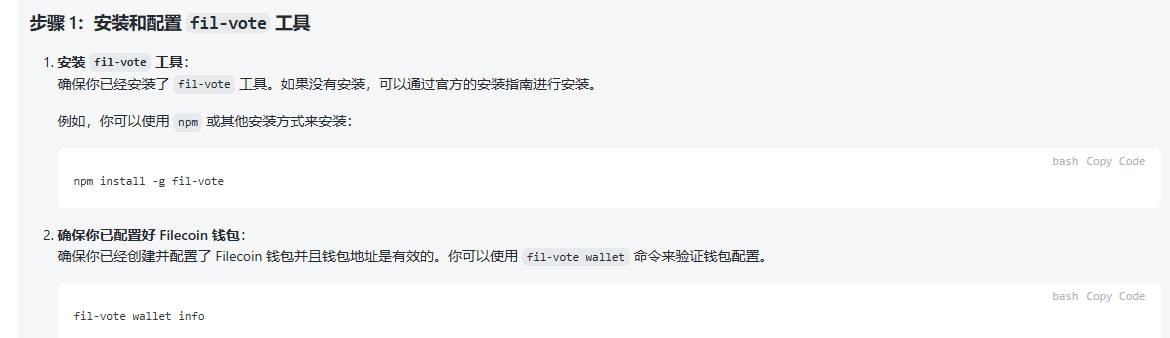 步骤 1：安装和配置 fil-vote 工具
1. 安装 fil-vote 工具：
确保你已经安装了 fil-vote 工具。如果没有安装，可以通过官方的安装指南进行安装。
例如，你可以使用 npm 或其他安装方式来安装：
bash Copy Code
npm install -g fil-vote
2. 确保你已配置好 Filecoin 钱包：
确保你已经创建并配置了 Filecoin 钱包并且钱包地址是有效的。你可以使用 fil-vote wallet 命令来验证钱包配置。
bash Copy Code
fil-vote wallet info